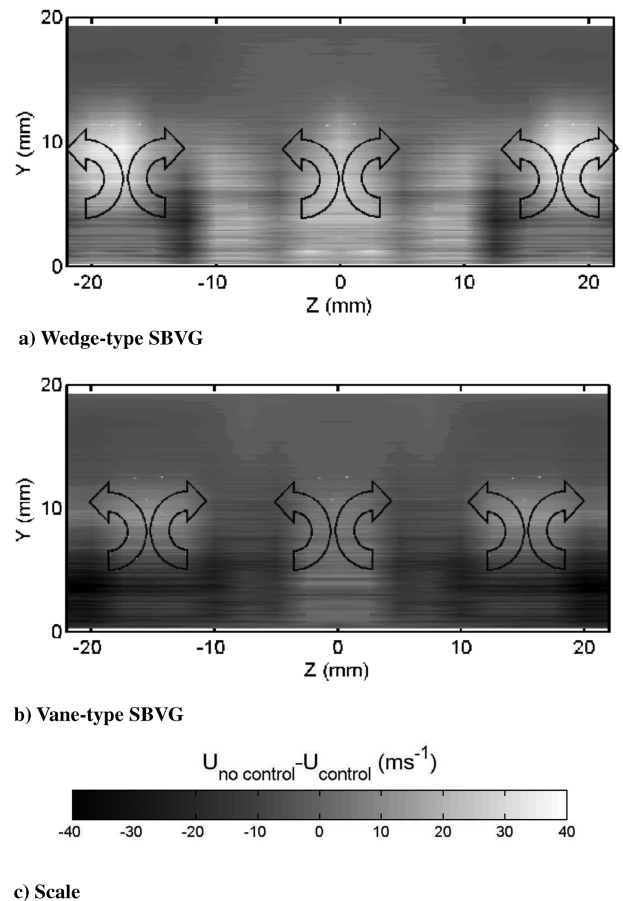 20
10
0
Y (mm)
-20 -10 0 10 20
Z (mm)
a) Wedge-type SBVG
20
10
0
Y (mm)
-20 -10 0 10 20
Z (mm)
b) Vane-type SBVG
U_no control-U_control (ms^-1)
-40 -30 -20 -10 0 10 20 30 40
c) Scale